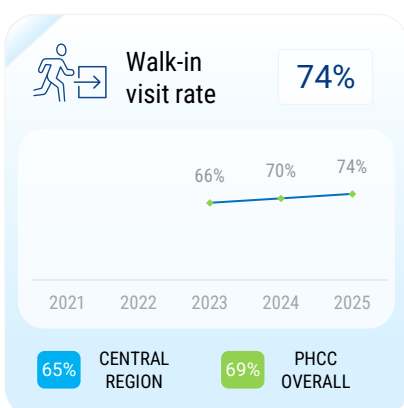 Walk-in
visit rate
74%
66%
70%
74%
2021
2022
2023
2024
2025
65%
CENTRAL
REGION
69%
PHCC
OVERALL